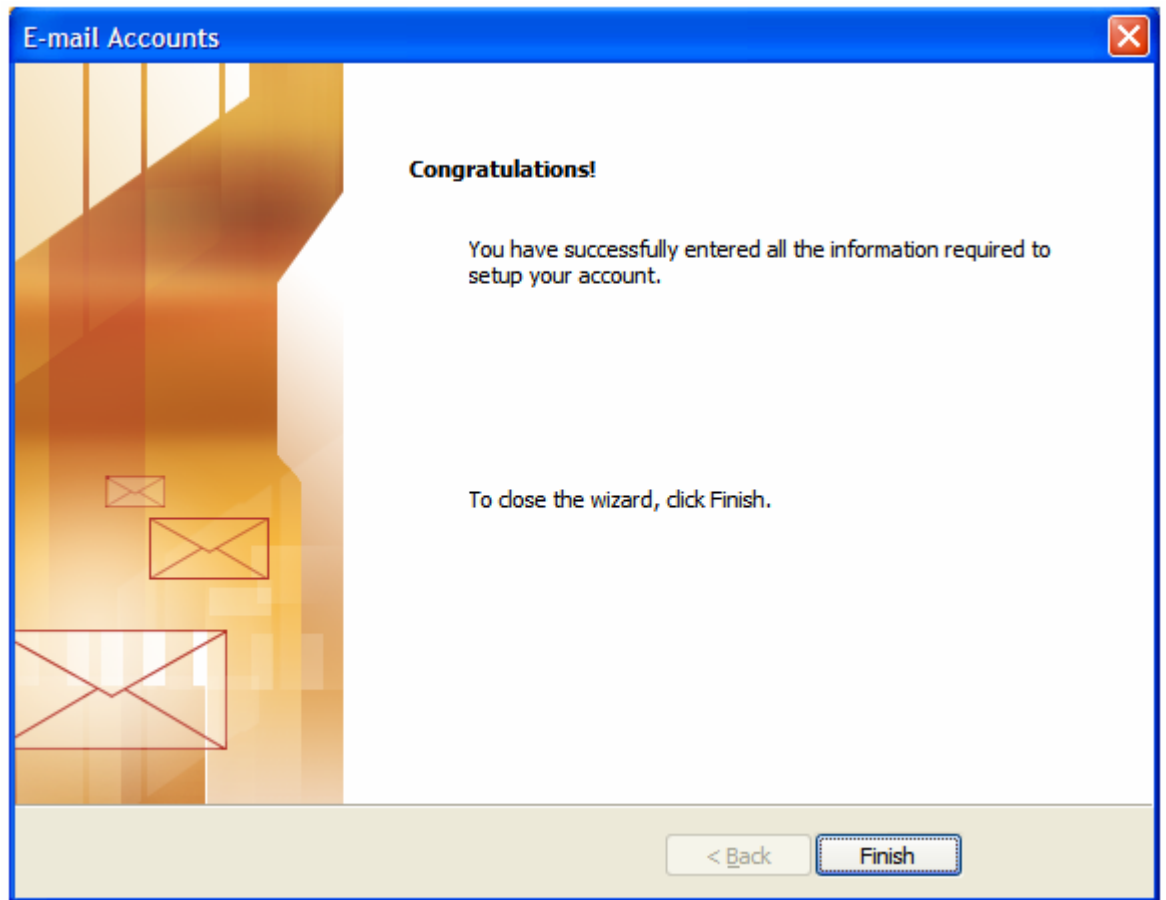 E-mail Accounts
Congratulations!
You have successfully entered all the information required to
setup your account.
To close the wizard, click Finish.
< Back
Finish